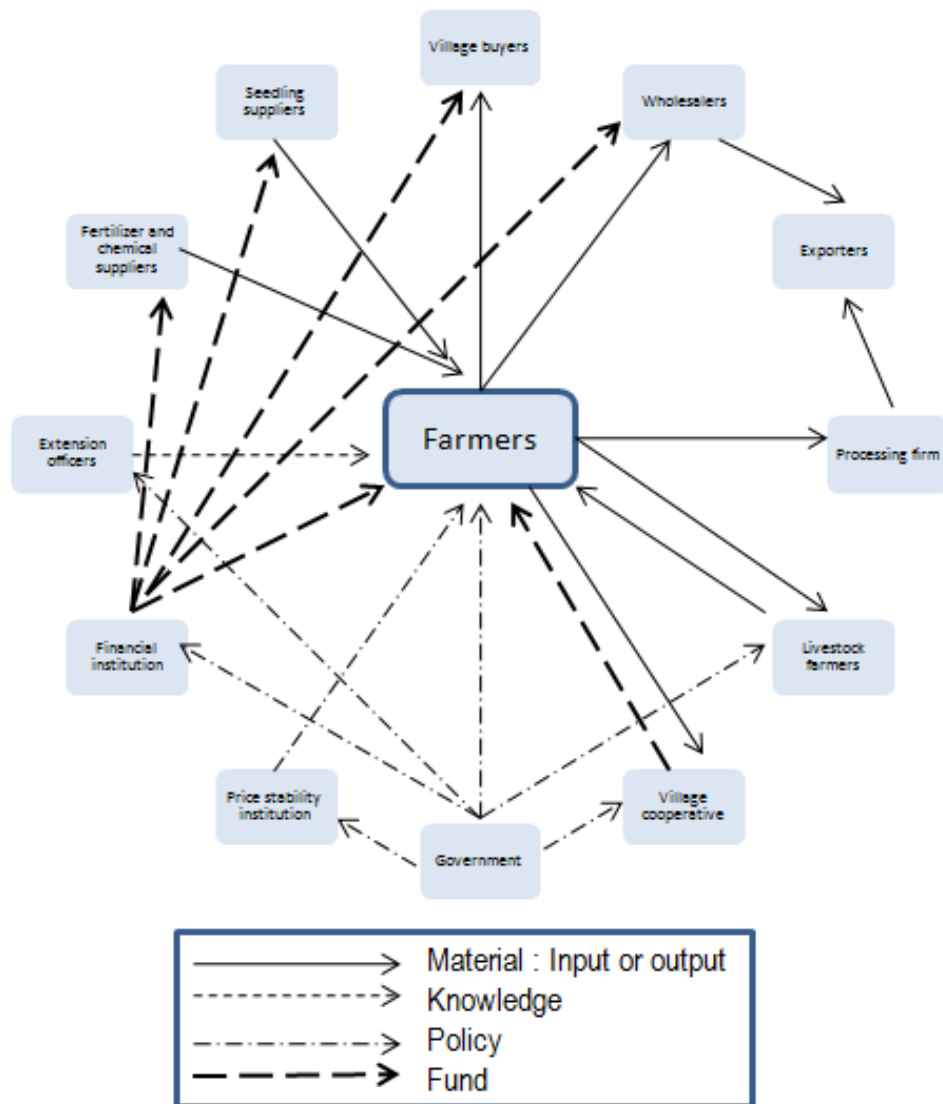 Village buyers
Seedling
suppliers
Wholesalers
Fertilizer and
chemical
suppliers
Exporters
Extension
officers
Farmers
Processing firm
Financial
institution
Livestock
farmers
Price stability
institution
Village
cooperative
Government
Material : Input or output
Knowledge
Policy
Fund